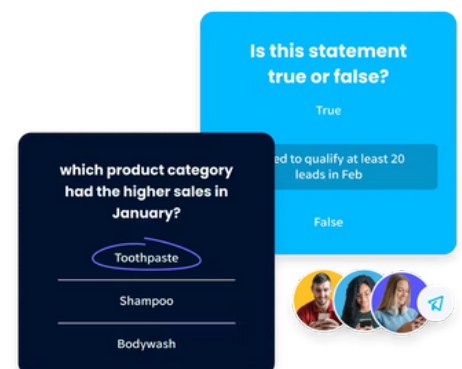 Is this statement
true or false?
True
to qualify at least 20
leads in Feb
False
which product category
had the higher sales in
January?
Toothpaste
Shampoo
Bodywash